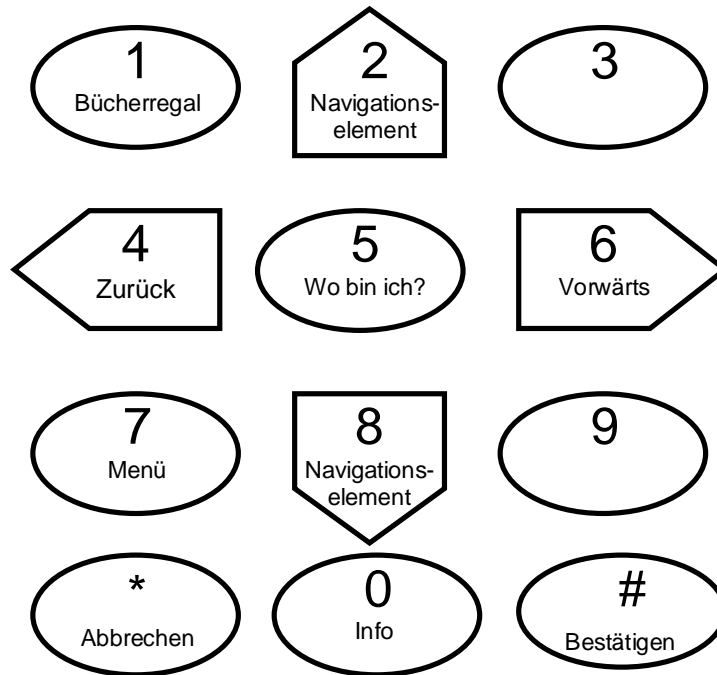 1
Bücherregal
2
Navigations-
element
3
4
Zurück
5
Wo bin ich?
6
Vorwärts
7
Menü
8
Navigations-
element
9
*
Abbrechen
0
Info
#
Bestätigen